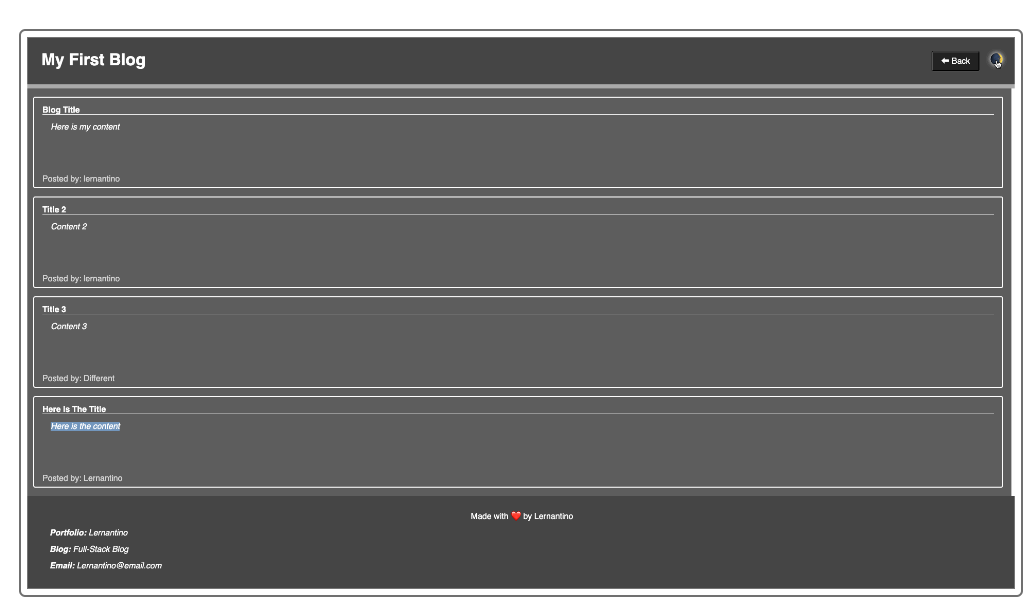 My First Blog
⬅ Back
Blog Title
Here is my content
Posted by: lernantino
Title 2
Content 2
Posted by: lernantino
Title 3
Content 3
Posted by: Different
Here Is The Title
Here is the content
Posted by: Lernantino
Made with ❤️ by Lernantino
Portfolio: Lernantino
Blog: Full-Stack Blog
Email: Lernantino@email.com